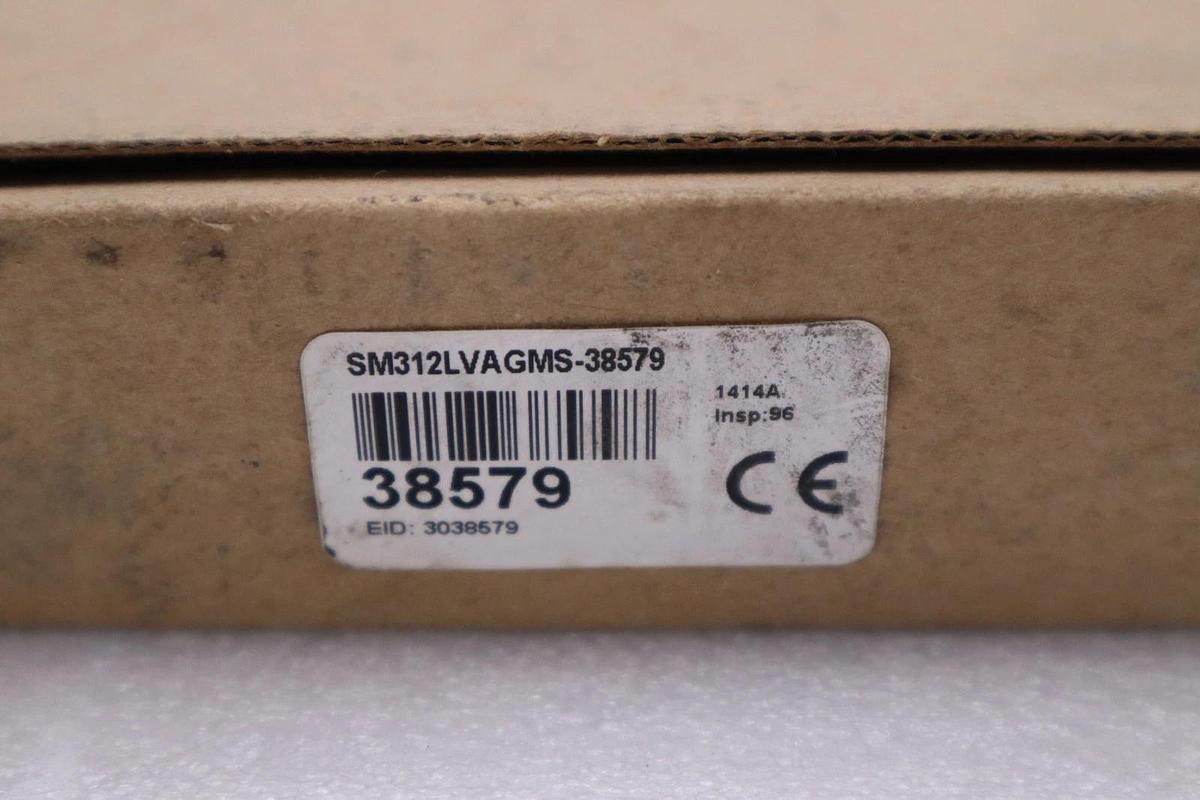 SM312LVAGMS-38579
38579
EID: 3038579
1414A
Insp:96
CE